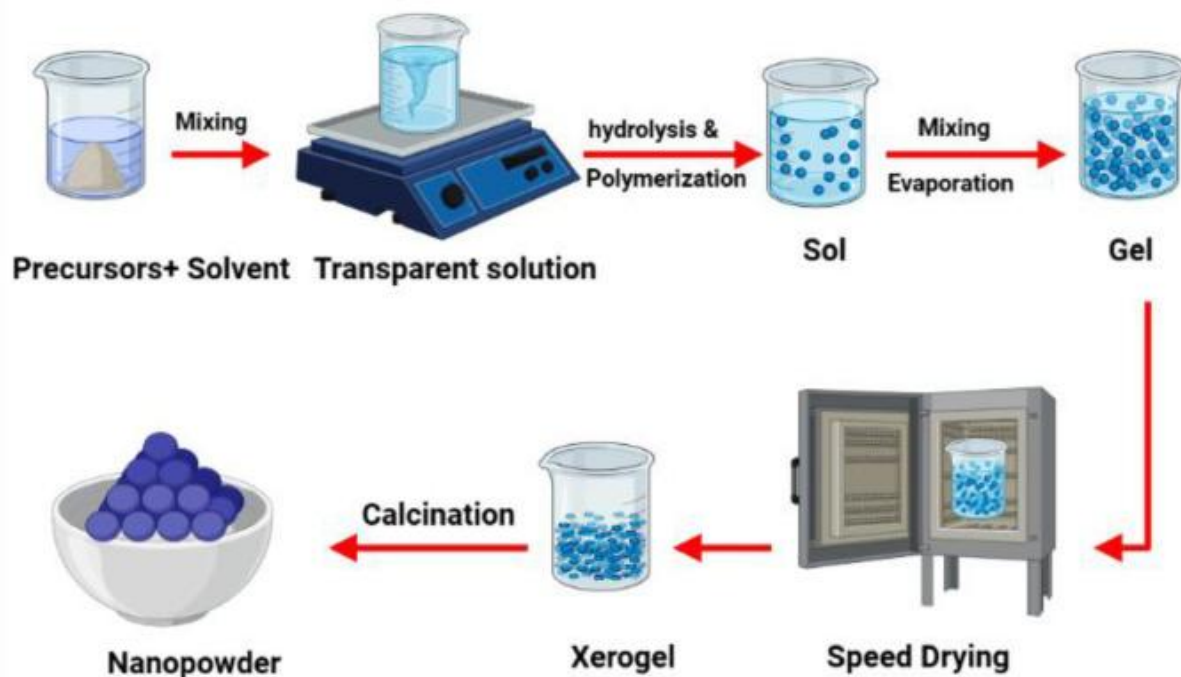 Mixing
hydrolysis &
Polymerization
Mixing
Evaporation
Precursors+ Solvent
Transparent solution
Sol
Gel
Calcination
Nanopowder
Xerogel
Speed Drying